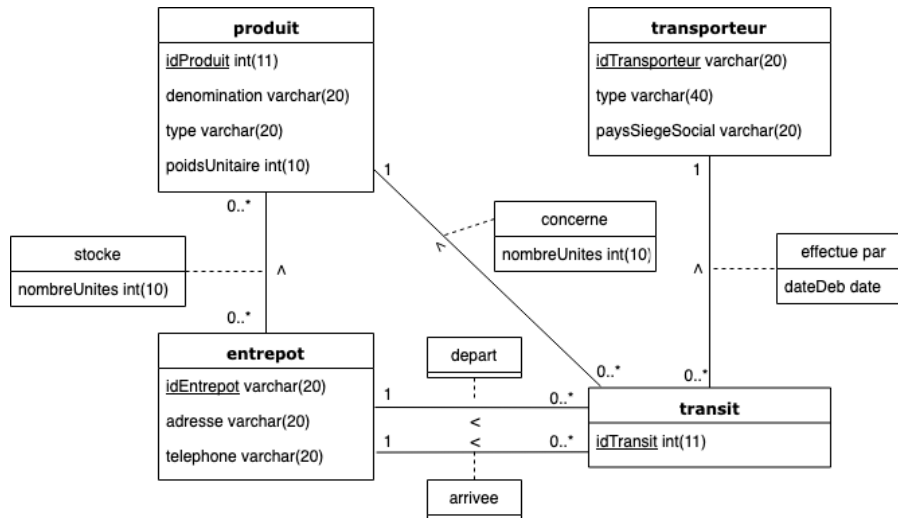 produit
idProduit int(11)
denomination varchar(20)
type varchar(20)
poidsUnitaire int(10)
transporteur
idTransporteur varchar(20)
type varchar(40)
paysSiegeSocial varchar(20)
1
1
0..*
concerne
nombreUnites int(10)
<
stocke
nombreUnites int(10)
<
effectue par
dateDeb date
<
0..*
entrepot
idEntrepot varchar(20)
adresse varchar(20)
telephone varchar(20)
depart
1
0..*
<
0..*
0..*
<
1
0..*
arrivee
transit
idTransit int(11)